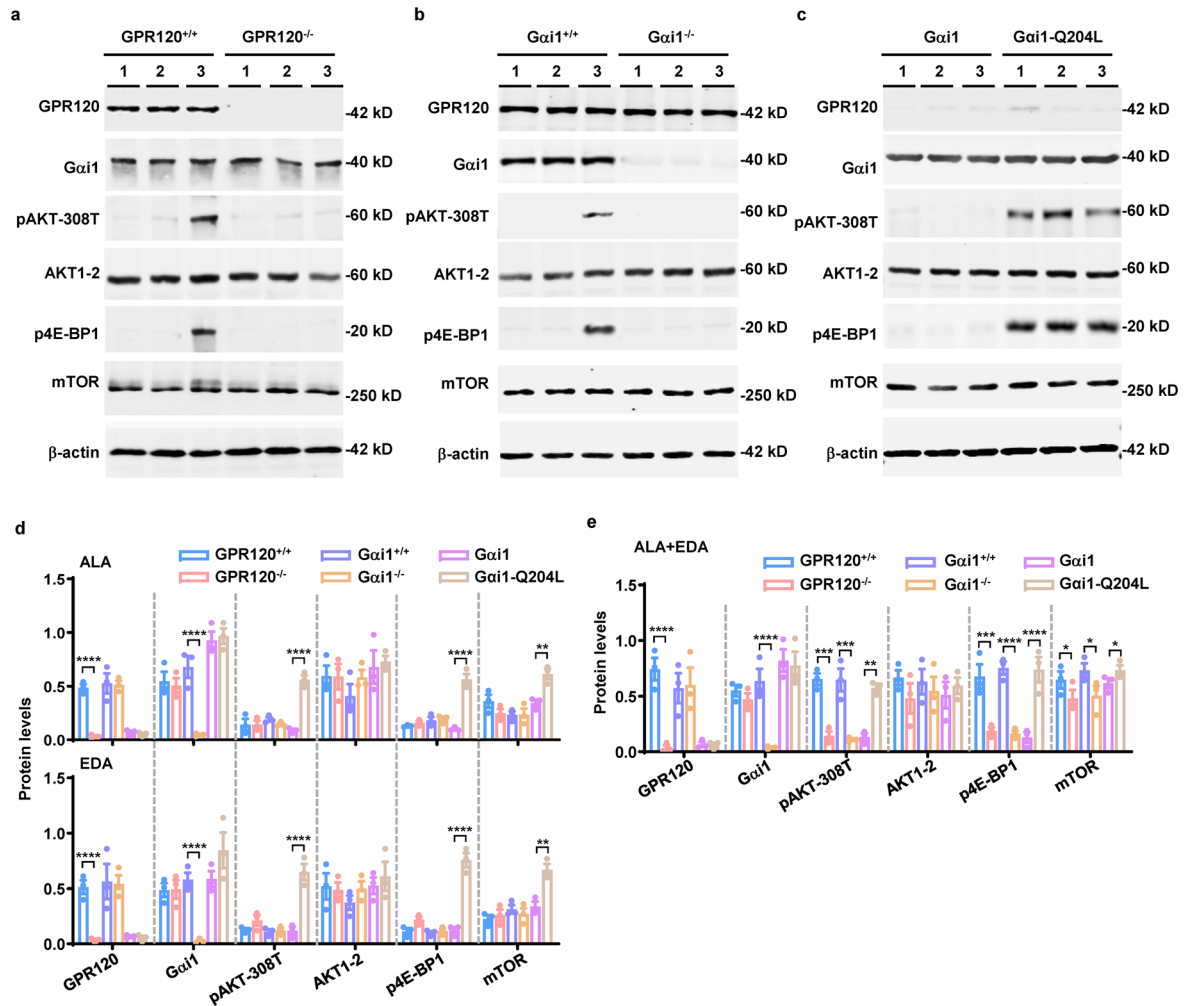 a
GPR120+/+ GPR120-/-
1 2 3 1 2 3
GPR120 -42 kD
Gαi1 -40 kD
pAKT-308T -60 kD
AKT1-2 -60 kD
p4E-BP1 -20 kD
mTOR -250 kD
β-actin -42 kD
b
Gαi1+/+ Gαi1-/-
1 2 3 1 2 3
GPR120 -42 kD
Gαi1 -40 kD
pAKT-308T -60 kD
AKT1-2 -60 kD
p4E-BP1 -20 kD
mTOR -250 kD
β-actin -42 kD
c
Gαi1 Gαi1-Q204L
1 2 3 1 2 3
GPR120 -42 kD
Gαi1 -40 kD
pAKT-308T -60 kD
AKT1-2 -60 kD
p4E-BP1 -20 kD
mTOR -250 kD
β-actin -42 kD
d
ALA
GPR120+/+ Gαi1+/+ Gαi1
GPR120-/- Gαi1-/- Gαi1-Q204L
Protein levels
1.5
1.0
0.5
0.0
**** **** **** **** **
EDA
1.5
1.0
0.5
0.0
**** **** **** **** **
GPR120 Gαi1 pAKT-308T AKT1-2 p4E-BP1 mTOR
e
ALA+EDA
GPR120+/+ Gαi1+/+ Gαi1
GPR120-/- Gαi1-/- Gαi1-Q204L
Protein levels
1.5
1.0
0.5
0.0
**** **** *** *** ** *** **** **** * * *
GPR120 Gαi1 pAKT-308T AKT1-2 p4E-BP1 mTOR